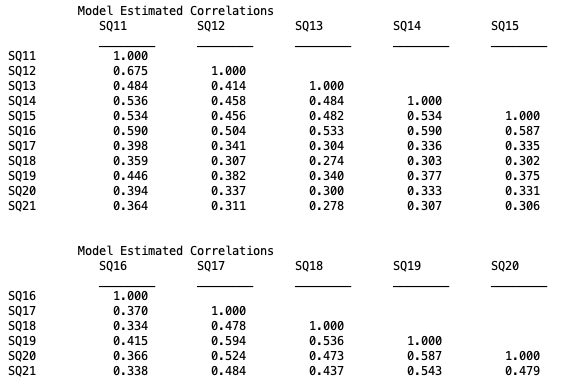 Model Estimated Correlations
SQ11 SQ12 SQ13 SQ14 SQ15
SQ11 1.000
SQ12 0.675 1.000
SQ13 0.484 0.414 1.000
SQ14 0.536 0.458 0.484 1.000
SQ15 0.534 0.456 0.482 0.534 1.000
SQ16 0.590 0.504 0.533 0.590 0.587
SQ17 0.398 0.341 0.304 0.336 0.335
SQ18 0.359 0.307 0.274 0.303 0.302
SQ19 0.446 0.382 0.340 0.377 0.375
SQ20 0.394 0.337 0.300 0.333 0.331
SQ21 0.364 0.311 0.278 0.307 0.306
Model Estimated Correlations
SQ16 SQ17 SQ18 SQ19 SQ20
SQ16 1.000
SQ17 0.370 1.000
SQ18 0.334 0.478 1.000
SQ19 0.415 0.594 0.536 1.000
SQ20 0.366 0.524 0.473 0.587 1.000
SQ21 0.338 0.484 0.437 0.543 0.479